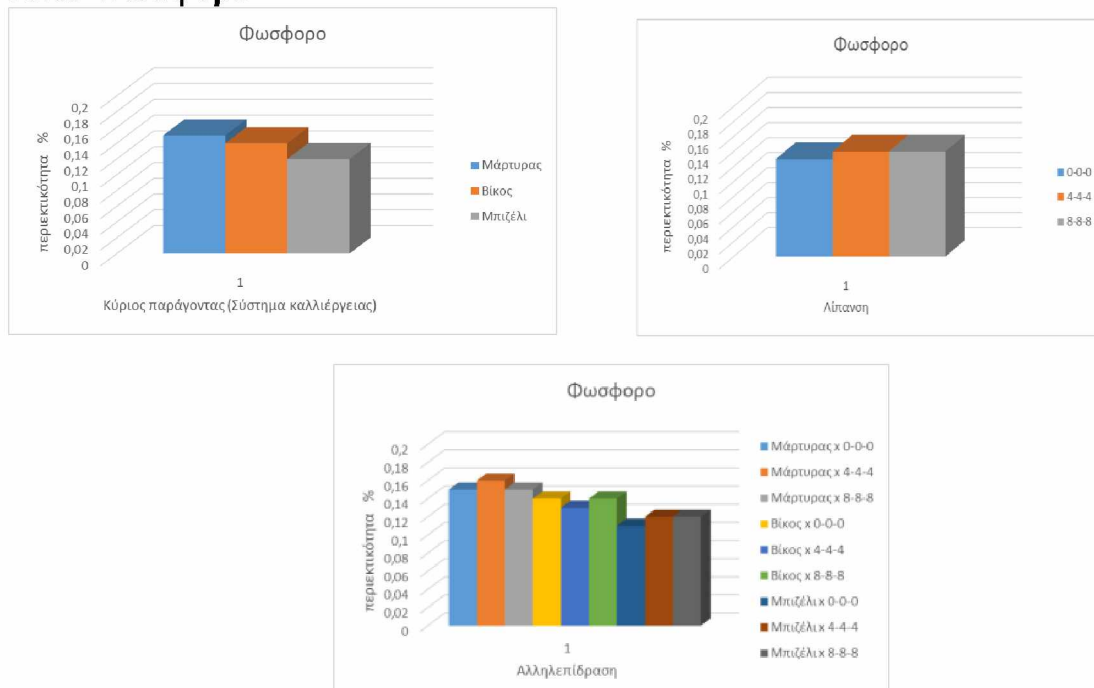 Φωσφορο
περιεκτικότητα %
0,2
0,18
0,16
0,14
0,12
0,1
0,08
0,06
0,04
0,02
0
1
Κύριος παράγοντας (Σύστημα καλλιέργειας)
Μάρτυρας
Βίκος
Μπιζέλι
Φωσφορο
περιεκτικότητα %
0,2
0,18
0,16
0,14
0,12
0,1
0,08
0,06
0,04
0,02
0
1
Λίπανση
0-0-0
4-4-4
8-8-8
Φωσφορο
περιεκτικότητα %
0,2
0,18
0,16
0,14
0,12
0,1
0,08
0,06
0,04
0,02
0
1
Αλληλεπίδραση
Μάρτυρας x 0-0-0
Μάρτυρας x 4-4-4
Μάρτυρας x 8-8-8
Βίκος x 0-0-0
Βίκος x 4-4-4
Βίκος x 8-8-8
Μπιζέλι x 0-0-0
Μπιζέλι x 4-4-4
Μπιζέλι x 8-8-8